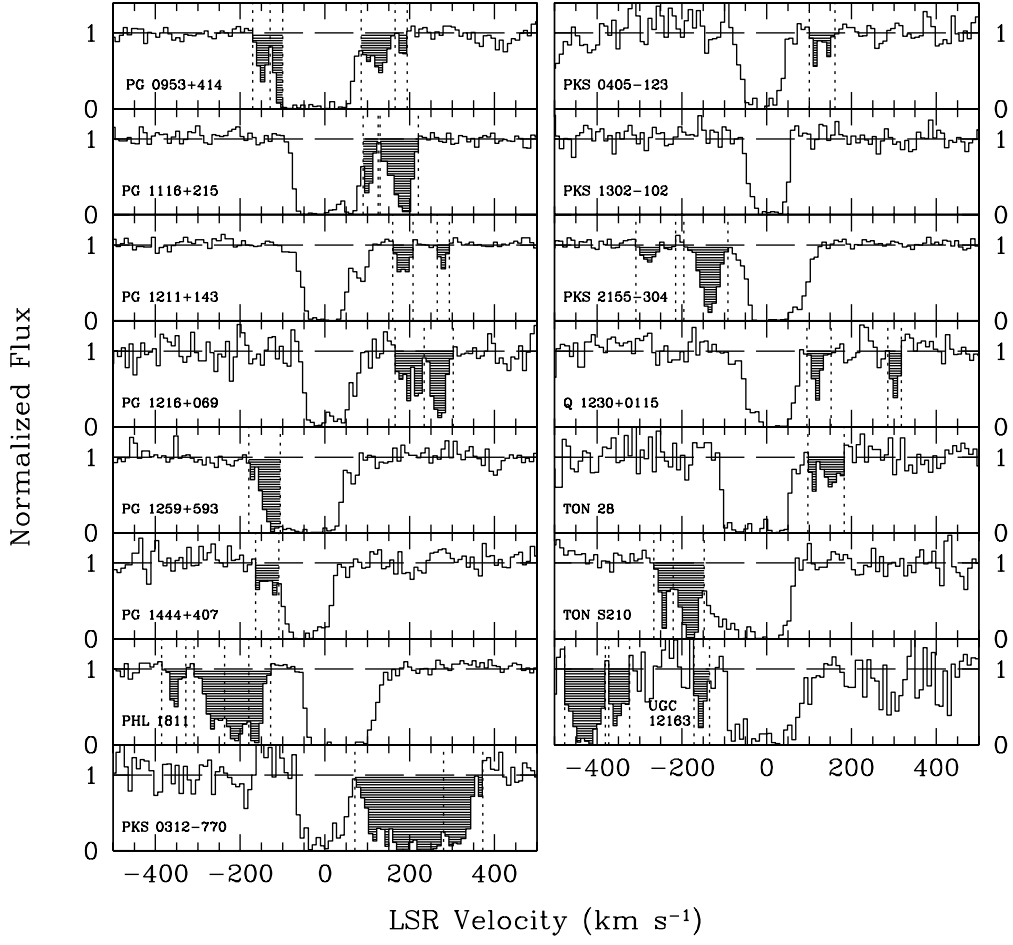 Normalized Flux
1
PG 0953+414
0
1
PG 1116+215
0
1
PG 1211+143
0
1
PG 1216+069
0
1
PG 1259+593
0
1
PG 1444+407
0
1
PHL 1811
0
1
PKS 0312-770
0
-400 -200 0 200 400
PKS 0405-123
1
0
PKS 1302-102
1
0
PKS 2155-304
1
0
Q 1230+0115
1
0
TON 28
1
0
TON S210
1
0
UGC
12163
1
0
-400 -200 0 200 400
LSR Velocity (km s⁻¹)